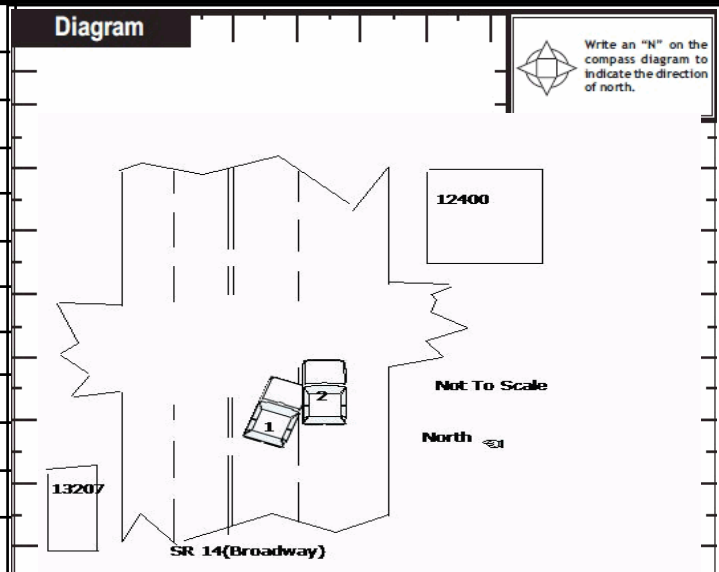 Diagram
Write an "N" on the
compass diagram to
indicate the direction
of north.
12400
2
1
Not To Scale
North
13207
SR 14(Broadway)